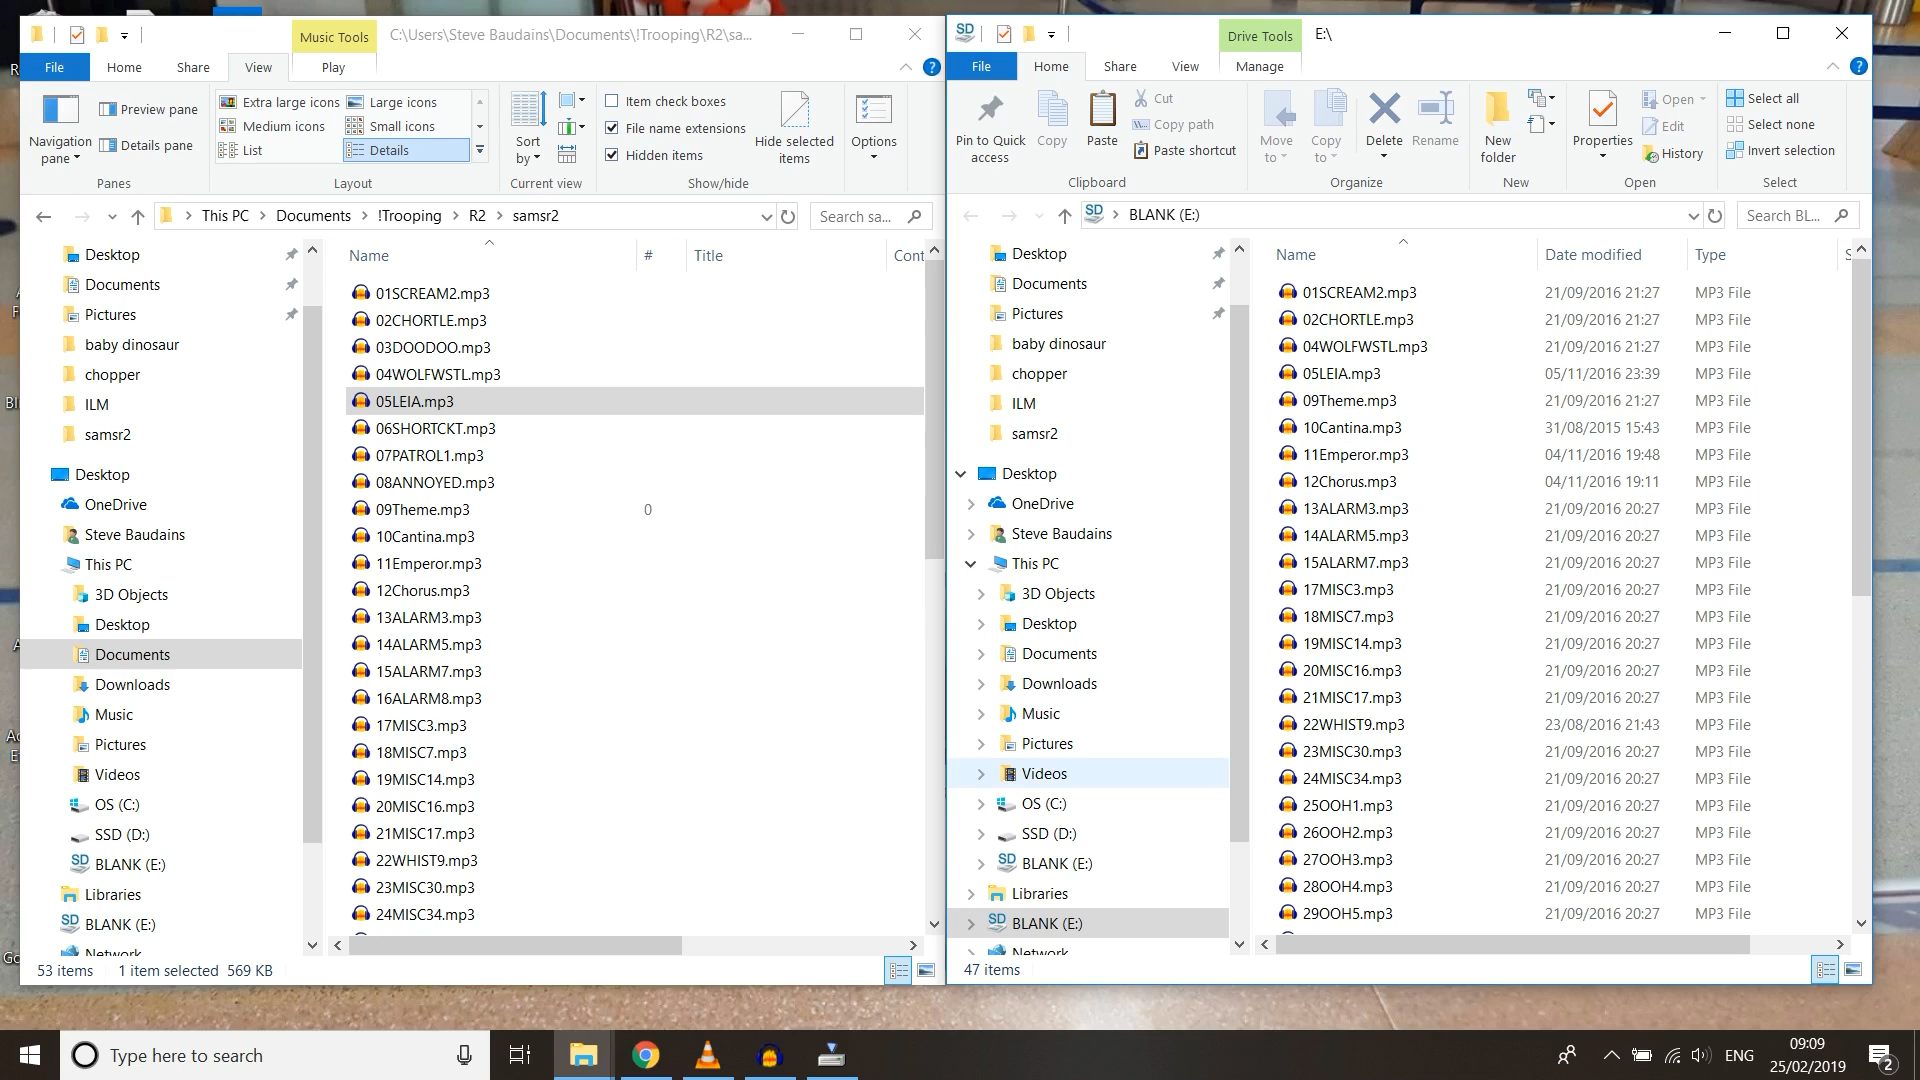 Music Tools
C:\Users\Steve Baudains\Documents\!Trooping\R2\sa...
File
Home
Share
View
Play
Navigation pane
Preview pane
Details pane
Panes
Extra large icons
Large icons
Medium icons
Small icons
List
Details
Layout
Sort by
Current view
Item check boxes
File name extensions
Hidden items
Hide selected items
Show/hide
Options
This PC
Documents
!Trooping
R2
samsr2
Search sa...
Desktop
Documents
Pictures
baby dinosaur
chopper
ILM
samsr2
Desktop
OneDrive
Steve Baudains
This PC
3D Objects
Desktop
Documents
Downloads
Music
Pictures
Videos
OS (C:)
SSD (D:)
BLANK (E:)
Libraries
BLANK (E:)
Network
Name
#
Title
Cont
01SCREAM2.mp3
02CHORTLE.mp3
03DOODOO.mp3
04WOLFWSTL.mp3
05LEIA.mp3
06SHORTCKT.mp3
07PATROL1.mp3
08ANNOYED.mp3
09Theme.mp3 0
10Cantina.mp3
11Emperor.mp3
12Chorus.mp3
13ALARM3.mp3
14ALARM5.mp3
15ALARM7.mp3
16ALARM8.mp3
17MISC3.mp3
18MISC7.mp3
19MISC14.mp3
20MISC16.mp3
21MISC17.mp3
22WHIST9.mp3
23MISC30.mp3
24MISC34.mp3
53 items
1 item selected 569 KB
Drive Tools
E:\
File
Home
Share
View
Manage
Pin to Quick access
Copy
Paste
Cut
Copy path
Paste shortcut
Clipboard
Move to
Copy to
Delete
Rename
Organize
New folder
New
Properties
Open
Edit
History
Open
Select all
Select none
Invert selection
Select
BLANK (E:)
Search BL...
Desktop
Documents
Pictures
baby dinosaur
chopper
ILM
samsr2
Desktop
OneDrive
Steve Baudains
This PC
3D Objects
Desktop
Documents
Downloads
Music
Pictures
Videos
OS (C:)
SSD (D:)
BLANK (E:)
Libraries
BLANK (E:)
Network
Name
Date modified
Type
S
01SCREAM2.mp3 21/09/2016 21:27 MP3 File
02CHORTLE.mp3 21/09/2016 21:27 MP3 File
04WOLFWSTL.mp3 21/09/2016 21:27 MP3 File
05LEIA.mp3 05/11/2016 23:39 MP3 File
09Theme.mp3 21/09/2016 21:27 MP3 File
10Cantina.mp3 31/08/2015 15:43 MP3 File
11Emperor.mp3 04/11/2016 19:48 MP3 File
12Chorus.mp3 04/11/2016 19:11 MP3 File
13ALARM3.mp3 21/09/2016 20:27 MP3 File
14ALARM5.mp3 21/09/2016 20:27 MP3 File
15ALARM7.mp3 21/09/2016 20:27 MP3 File
17MISC3.mp3 21/09/2016 20:27 MP3 File
18MISC7.mp3 21/09/2016 20:27 MP3 File
19MISC14.mp3 21/09/2016 20:27 MP3 File
20MISC16.mp3 21/09/2016 20:27 MP3 File
21MISC17.mp3 21/09/2016 20:27 MP3 File
22WHIST9.mp3 23/08/2016 21:43 MP3 File
23MISC30.mp3 21/09/2016 20:27 MP3 File
24MISC34.mp3 21/09/2016 20:27 MP3 File
25OOH1.mp3 21/09/2016 20:27 MP3 File
26OOH2.mp3 21/09/2016 20:27 MP3 File
27OOH3.mp3 21/09/2016 20:27 MP3 File
28OOH4.mp3 21/09/2016 20:27 MP3 File
29OOH5.mp3 21/09/2016 20:27 MP3 File
47 items
Type here to search
ENG
09:09
25/02/2019
2